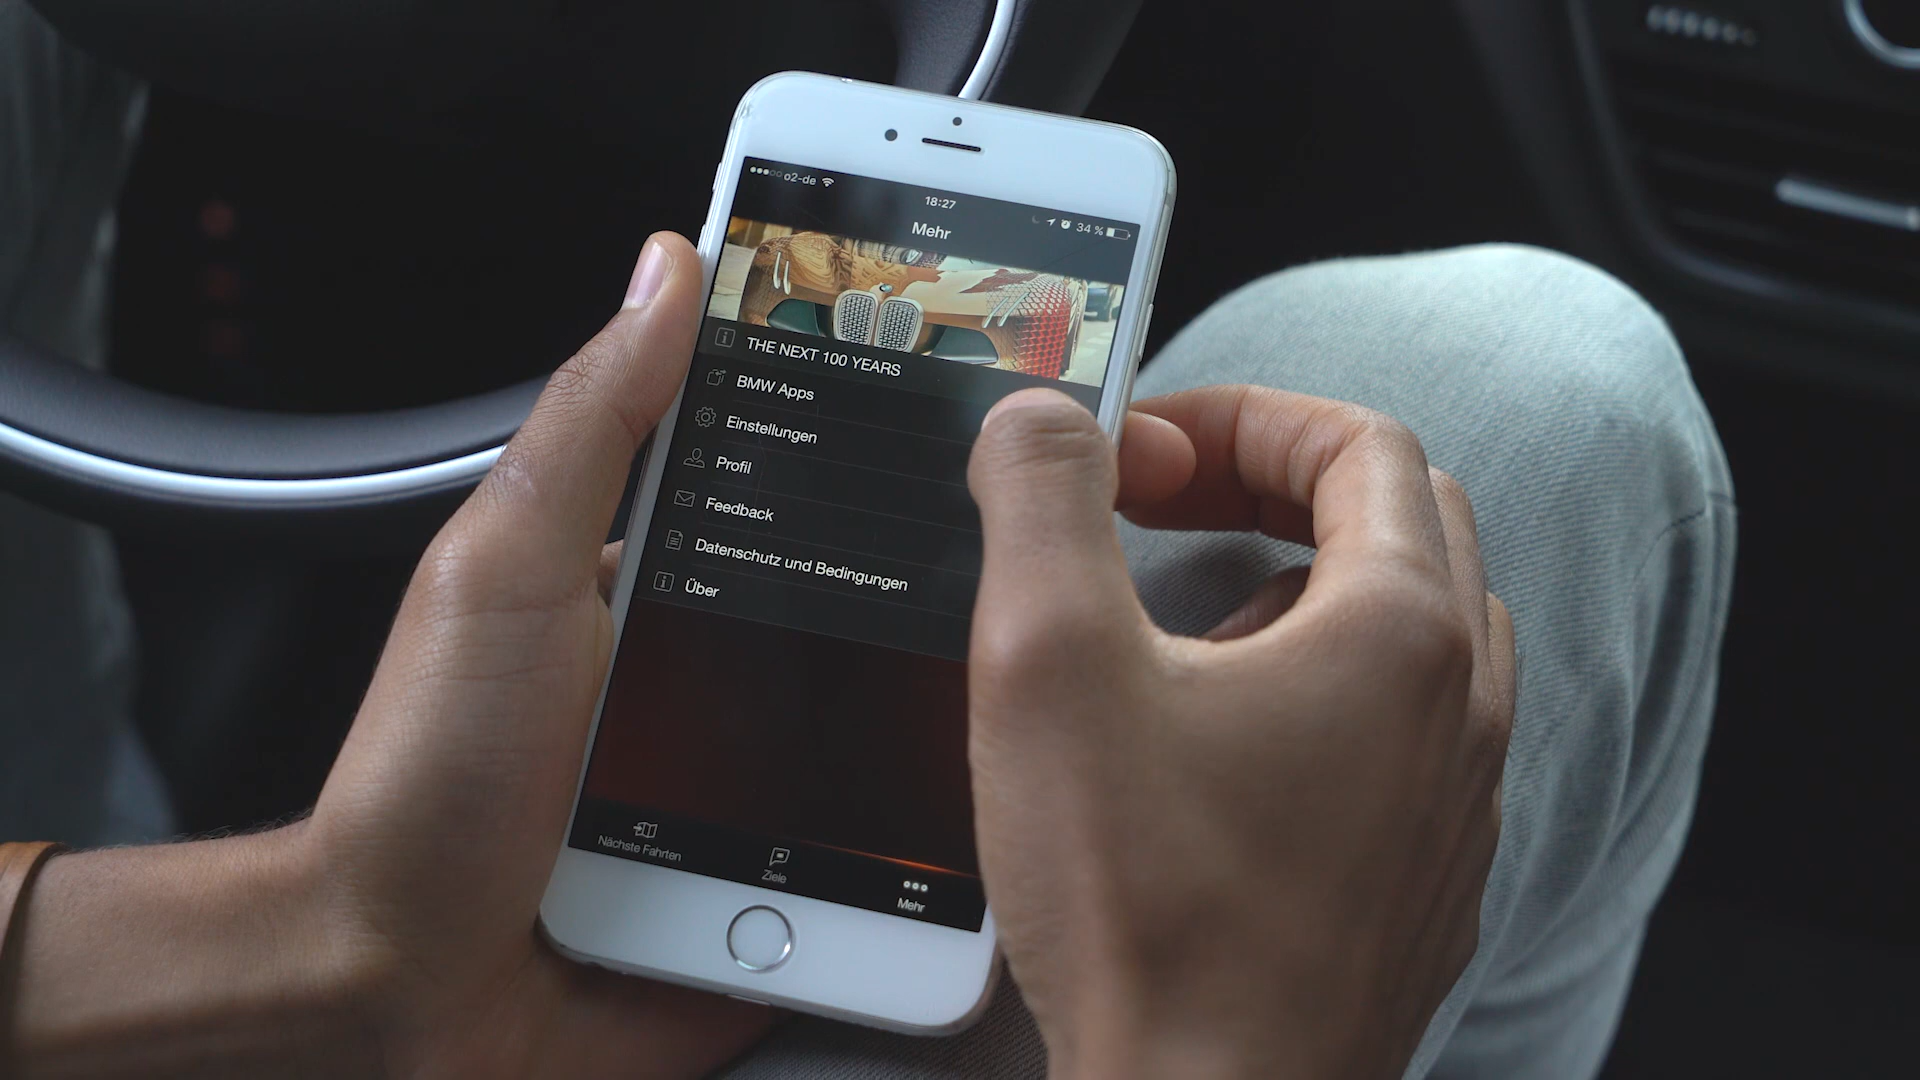 o2-de
18:27
34 %
Mehr
THE NEXT 100 YEARS
BMW Apps
Einstellungen
Profil
Feedback
Datenschutz und Bedingungen
Über
Nächste Fahrten
Ziele
Mehr